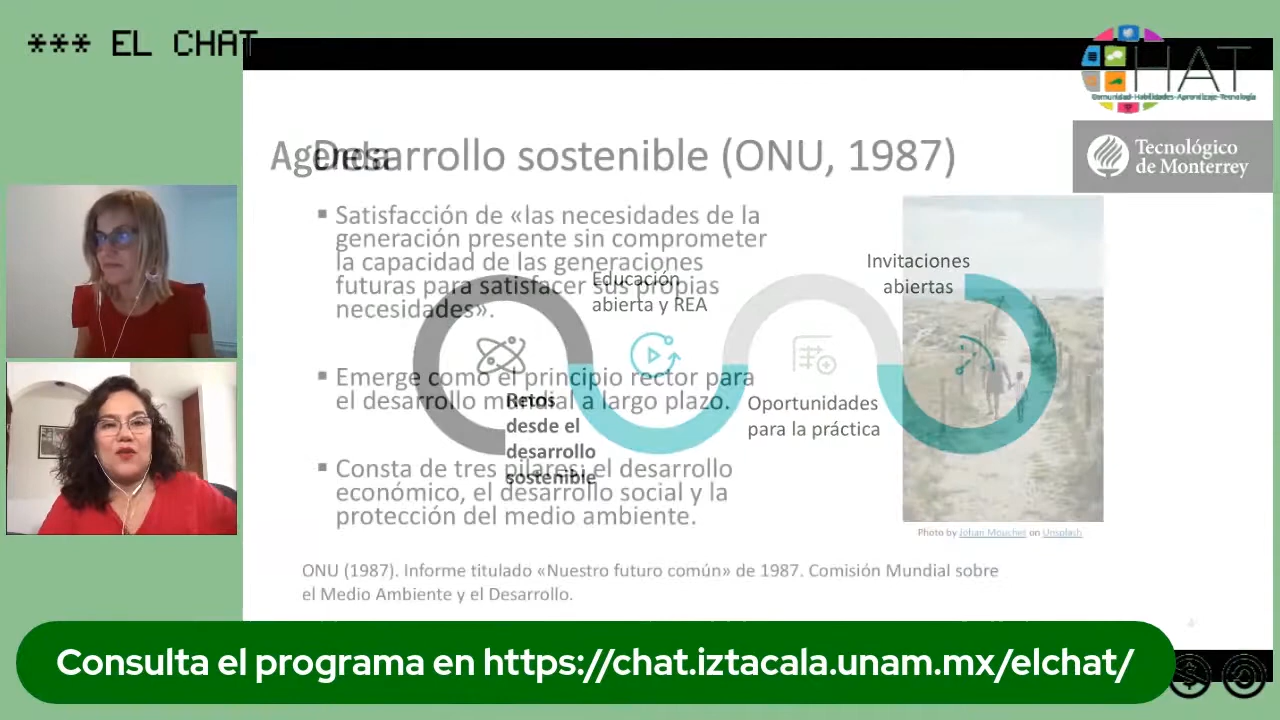 *** EL CHAT
HAT
Comunidad-Habilidades-Aprendizaje-Tecnología
Tecnológico
de Monterrey
Agenda
Desarrollo sostenible (ONU, 1987)
▪ Satisfacción de «las necesidades de la
generación presente sin comprometer
la capacidad de las generaciones
futuras para satisfacer sus propias
necesidades».
▪ Emerge como el principio rector para
el desarrollo mundial a largo plazo.
▪ Consta de tres pilares: el desarrollo
económico, el desarrollo social y la
protección del medio ambiente.
Retos
desde el
desarrollo
sostenible
Educación
abierta y REA
Oportunidades
para la práctica
Invitaciones
abiertas
Photo by Johan Mouchet on Unsplash
ONU (1987). Informe titulado «Nuestro futuro común» de 1987. Comisión Mundial sobre
el Medio Ambiente y el Desarrollo.
Consulta el programa en https://chat.iztacala.unam.mx/elchat/